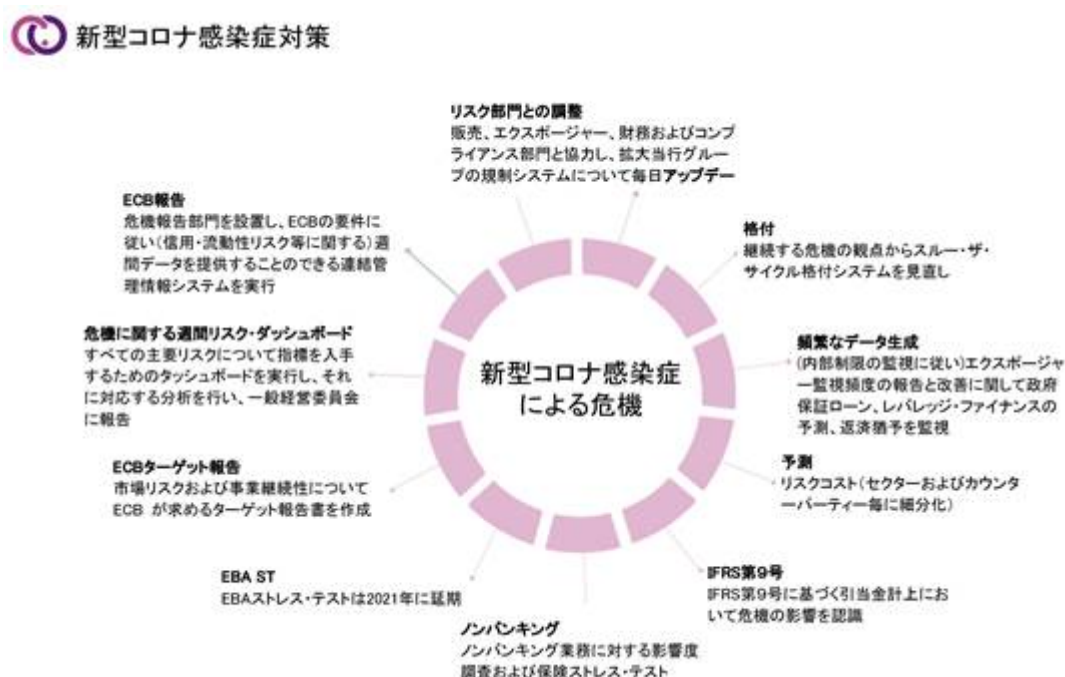 新型コロナ感染症対策
リスク部門との調整
販売、エクスポージャー、財務およびコンプ
ライアンス部門と協力し、拡大当行グルー
プの規制システムについて毎日アップデー
ECB報告
危機報告部門を設置し、ECBの要件に
従い（信用・流動性リスク等に関する）週
間データを提供することのできる連結管
理情報システムを実行
格付
継続する危機の観点からスルー・ザ・
サイクル格付システムを見直し
危機に関する週間リスク・ダッシュボード
すべての主要リスクについて指標を入手
するためのタッシュボードを実行し、それ
に対応する分析を行い、一般経営委員会
に報告
頻繁なデータ生成
（内部制限の監視に従い）エクスポージャ
ー監視頻度の報告と改善に関して政府
保証ローン、レバレッジ・ファイナンスの
予測、返済猶予を監視
新型コロナ感染症
による危機
ECBターゲット報告
市場リスクおよび事業継続性について
ECB が求めるターゲット報告書を作成
予測
リスクコスト（セクターおよびカウンタ
ーパーティー毎に細分化）
EBA ST
EBAストレス・テストは2021年に延期
IFRS第9号
IFRS第9号に基づく引当金計上にお
いて危機の影響を認識
ノンバンキング
ノンバンキング業務に対する影響度
調査および保険ストレス・テスト